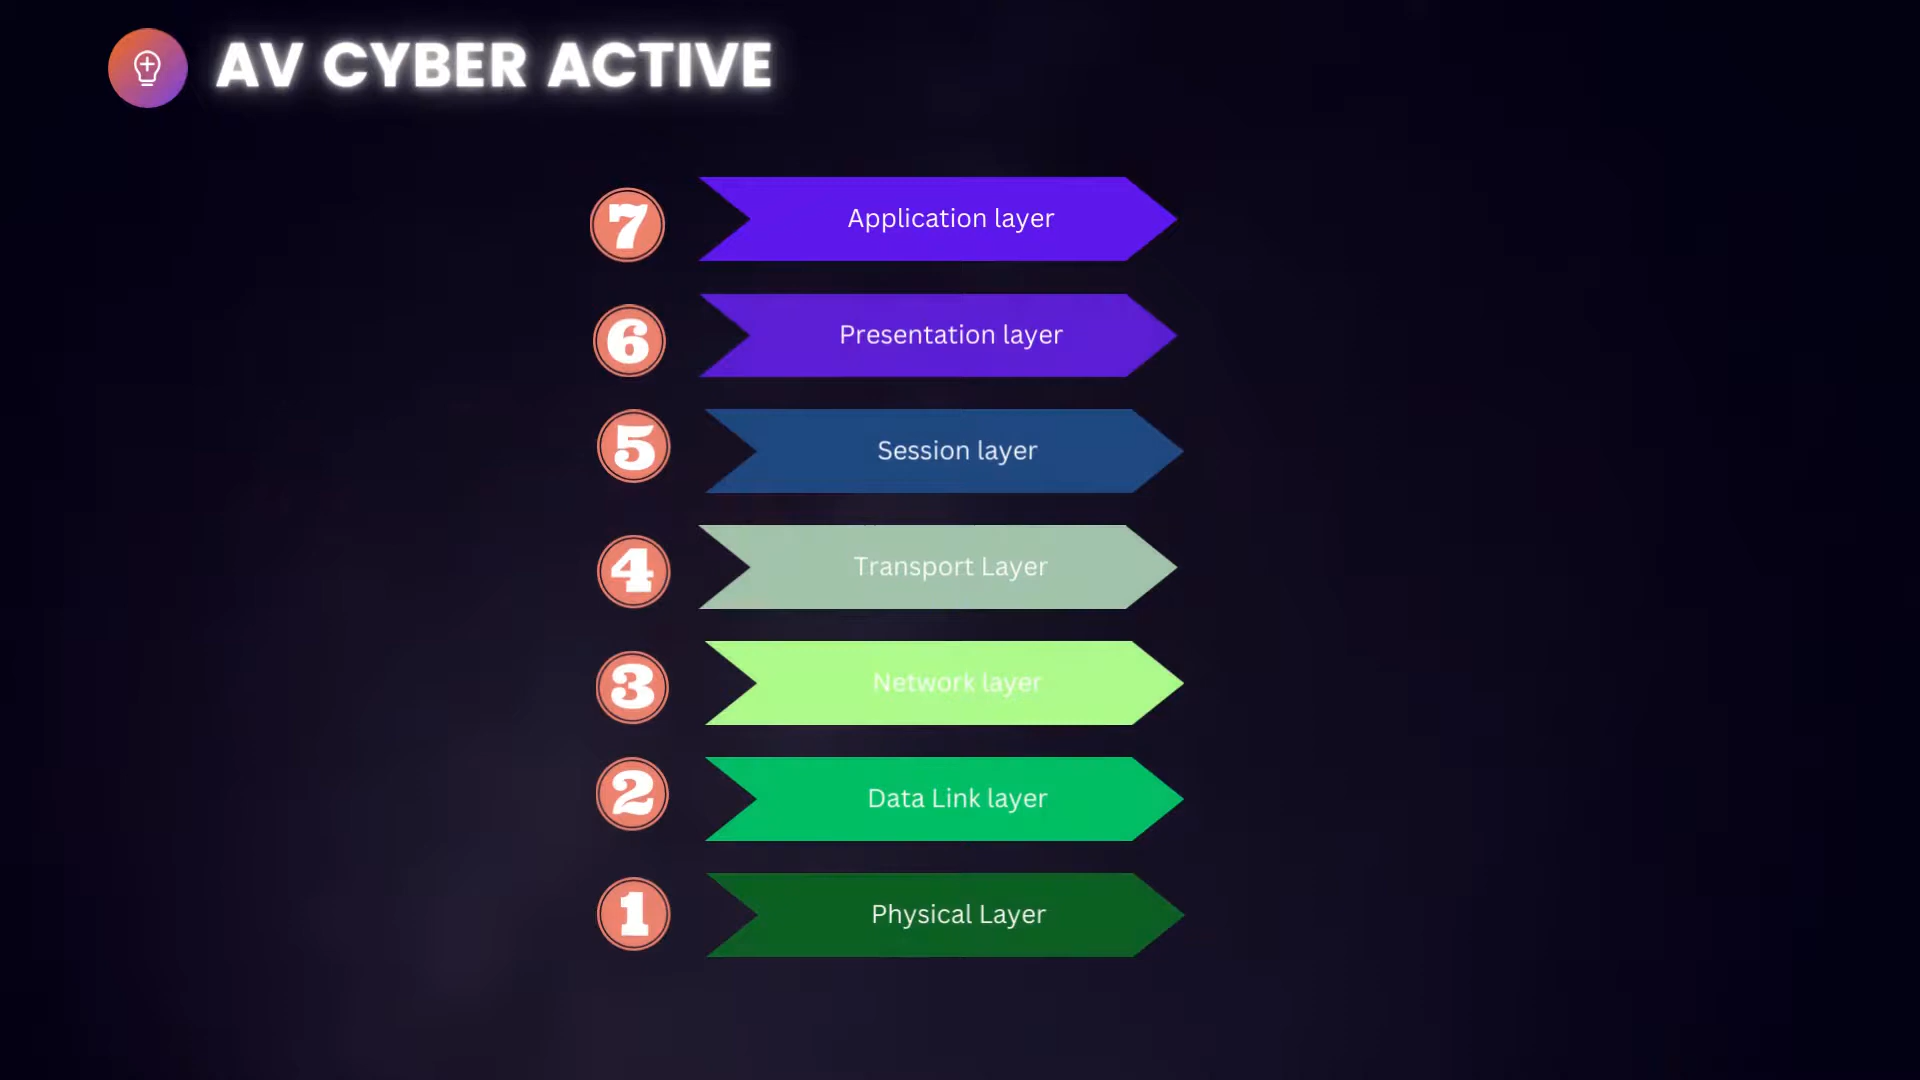 AV CYBER ACTIVE
7 Application layer
6 Presentation layer
5 Session layer
4 Transport Layer
3 Network layer
2 Data Link layer
1 Physical Layer